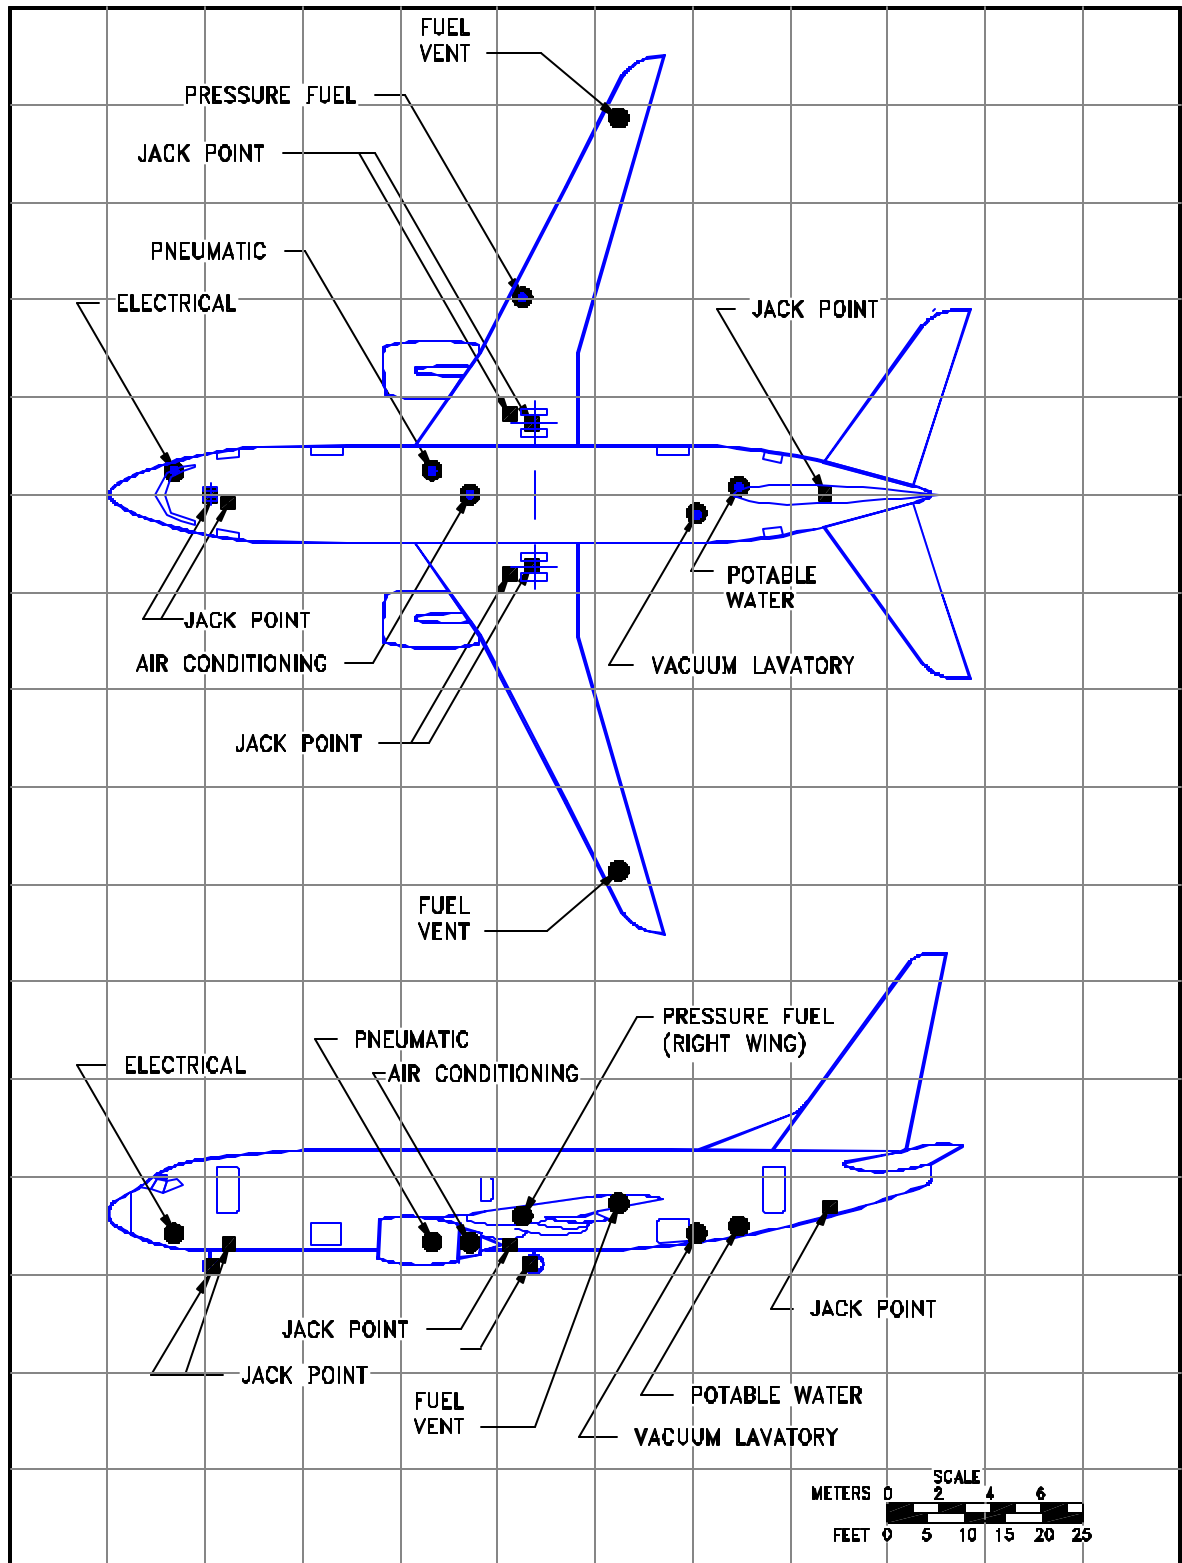 FUEL
VENT
PRESSURE FUEL
JACK POINT
PNEUMATIC
ELECTRICAL
JACK POINT
POTABLE
WATER
JACK POINT
AIR CONDITIONING
VACUUM LAVATORY
JACK POINT
FUEL
VENT
PRESSURE FUEL
(RIGHT WING)
PNEUMATIC
ELECTRICAL
AIR CONDITIONING
JACK POINT
JACK POINT
JACK POINT
FUEL
VENT
POTABLE WATER
VACUUM LAVATORY
SCALE
METERS 0 2 4 6
FEET 0 5 10 15 20 25